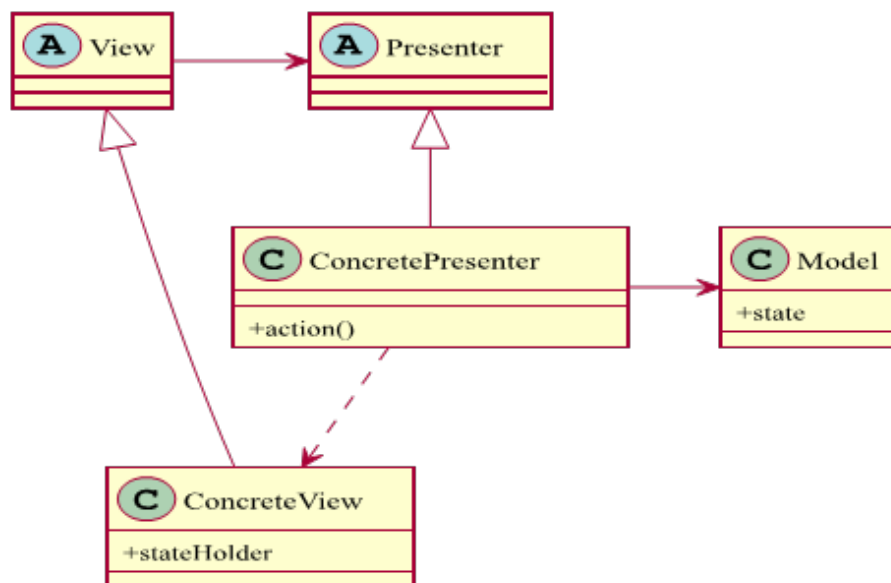 A View
A Presenter
C ConcretePresenter
+action()
C Model
+state
C ConcreteView
+stateHolder